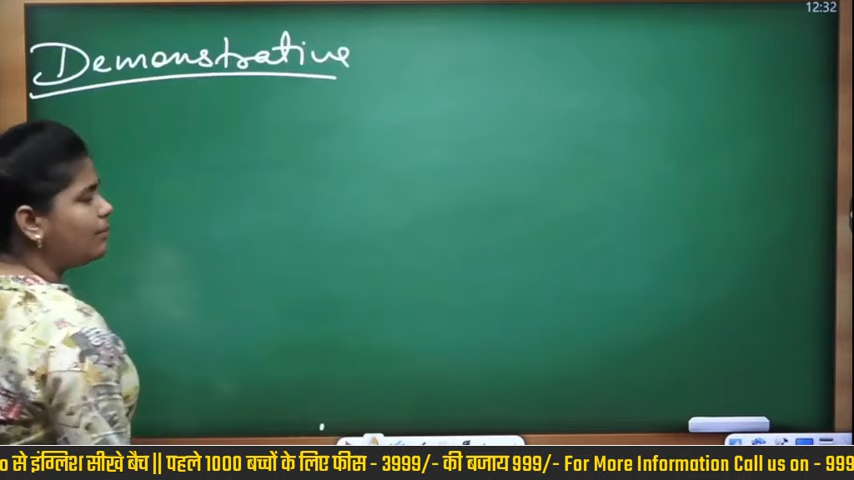 12:32
Demonstrative
o से इंग्लिश सीखे बैच || पहले 1000 बच्चों के लिए फीस - 3999/- की बजाय 999/- For More Information Call us on - 999